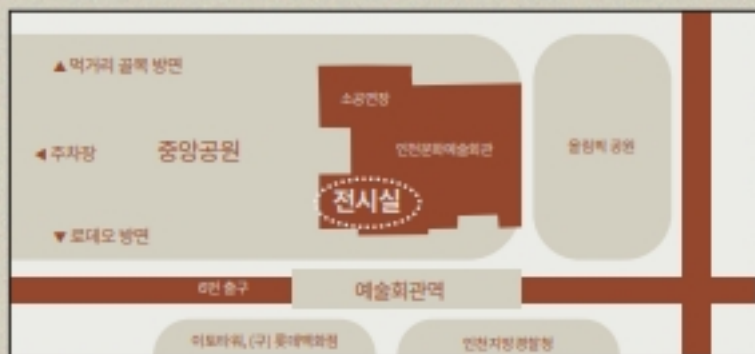 ▲먹거리 골목 방면
소공연장
인천문화예술회관
올림픽 공원
◀ 주차장
중앙공원
전시실
▼ 로데오 방면
6번 출구
예술회관역
이토타워, (구) 롯데백화점
인천지방경찰청